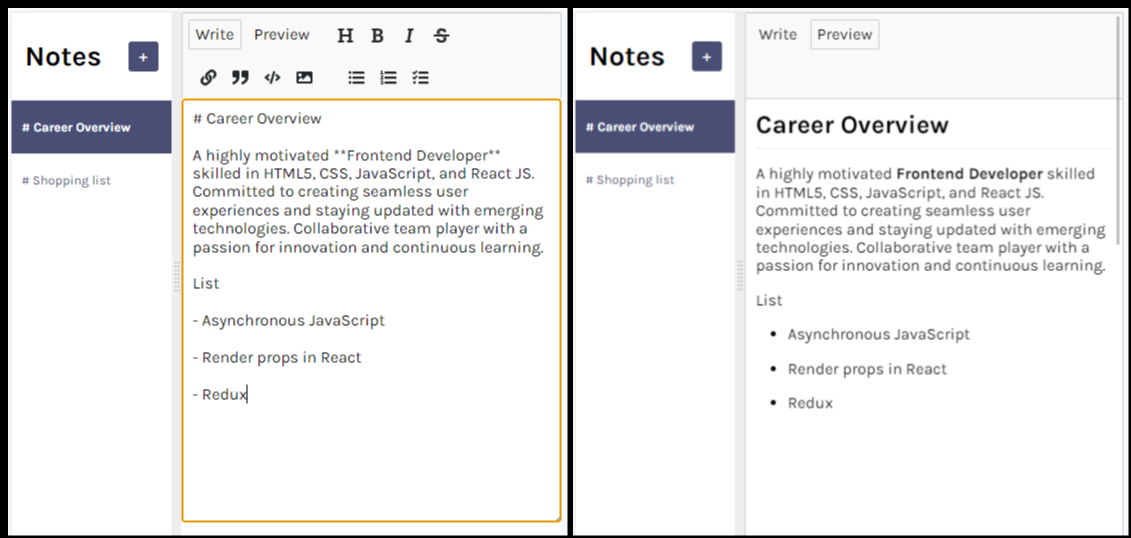 Notes
+
# Career Overview
# Shopping list
Write Preview H B I S
# Career Overview
A highly motivated **Frontend Developer**
skilled in HTML5, CSS, JavaScript, and React JS.
Committed to creating seamless user
experiences and staying updated with emerging
technologies. Collaborative team player with a
passion for innovation and continuous learning.
List
- Asynchronous JavaScript
- Render props in React
- Redux
Notes
+
# Career Overview
# Shopping list
Write Preview
Career Overview
A highly motivated Frontend Developer skilled
in HTML5, CSS, JavaScript, and React JS.
Committed to creating seamless user
experiences and staying updated with emerging
technologies. Collaborative team player with a
passion for innovation and continuous learning.
List
• Asynchronous JavaScript
• Render props in React
• Redux